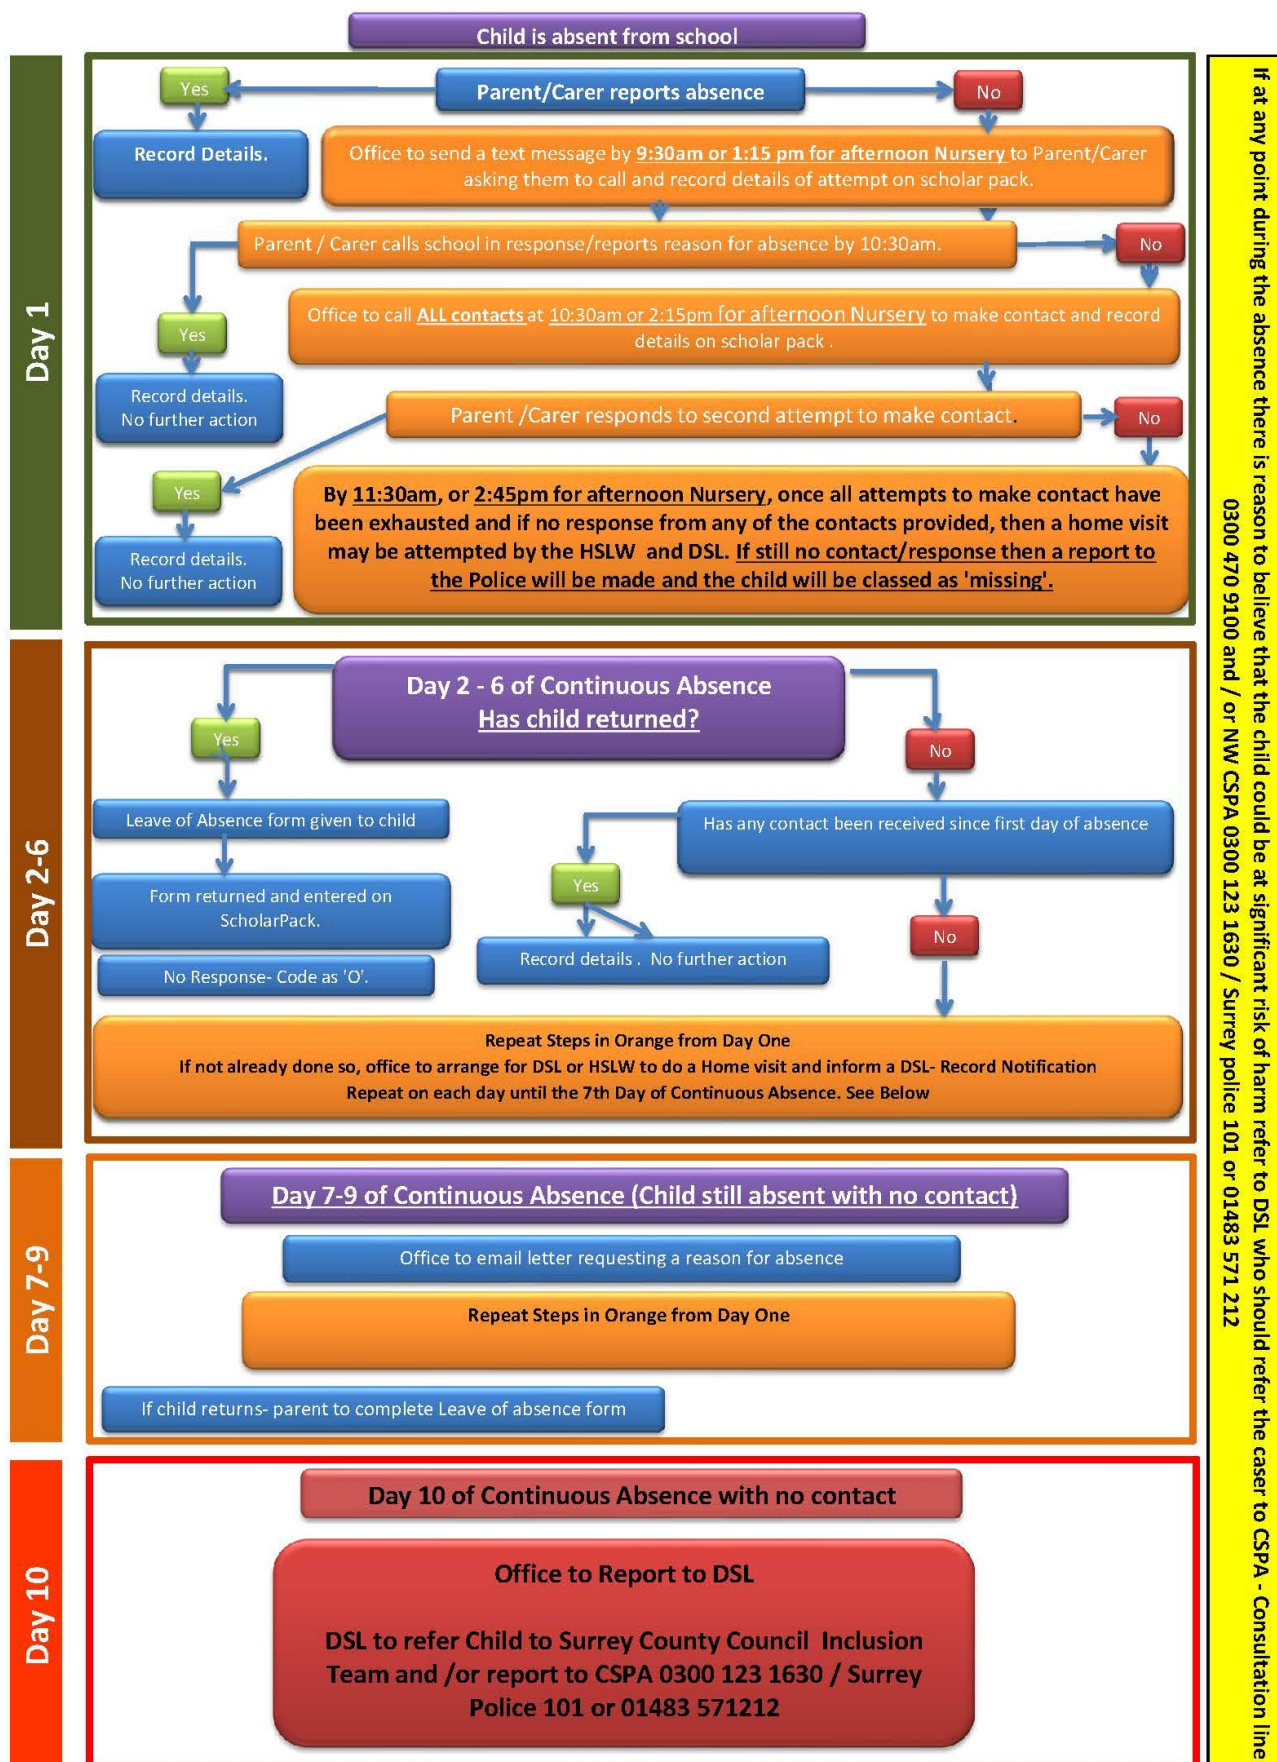 Child is absent from school
Day 1
Yes
Parent/Carer reports absence
No
Record Details.
Office to send a text message by 9:30am or 1:15 pm for afternoon Nursery to Parent/Carer
asking them to call and record details of attempt on scholar pack.
Parent / Carer calls school in response/reports reason for absence by 10:30am.
No
Yes
Office to call ALL contacts at 10:30am or 2:15pm for afternoon Nursery to make contact and record
details on scholar pack .
Record details.
No further action
Parent /Carer responds to second attempt to make contact.
No
Yes
Record details.
No further action
By 11:30am, or 2:45pm for afternoon Nursery, once all attempts to make contact have
been exhausted and if no response from any of the contacts provided, then a home visit
may be attempted by the HSLW and DSL. If still no contact/response then a report to
the Police will be made and the child will be classed as 'missing'.
Day 2-6
Day 2 - 6 of Continuous Absence
Has child returned?
Yes
No
Leave of Absence form given to child
Form returned and entered on
ScholarPack.
No Response- Code as 'O'.
Has any contact been received since first day of absence
Yes
No
Record details . No further action
Repeat Steps in Orange from Day One
If not already done so, office to arrange for DSL or HSLW to do a Home visit and inform a DSL- Record Notification
Repeat on each day until the 7th Day of Continuous Absence. See Below
Day 7-9
Day 7-9 of Continuous Absence (Child still absent with no contact)
Office to email letter requesting a reason for absence
Repeat Steps in Orange from Day One
If child returns- parent to complete Leave of absence form
Day 10
Day 10 of Continuous Absence with no contact
Office to Report to DSL
DSL to refer Child to Surrey County Council Inclusion
Team and /or report to CSPA 0300 123 1630 / Surrey
Police 101 or 01483 571212
If at any point during the absence there is reason to believe that the child could be at significant risk of harm refer to DSL who should refer the caser to CSPA - Consultation line
0300 470 9100 and / or NW CSPA 0300 123 1630 / Surrey police 101 or 01483 571 212